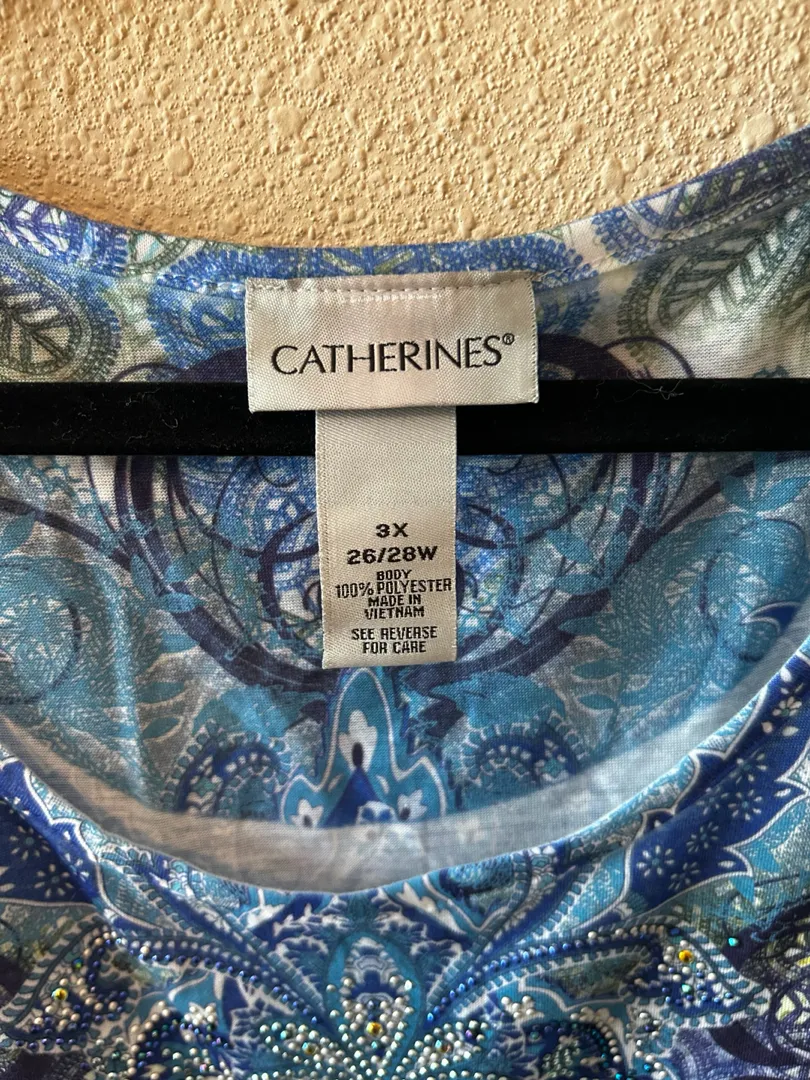 CATHERINES®
3X
26/28W
BODY
100% POLYESTER
MADE IN
VIETNAM
SEE REVERSE
FOR CARE